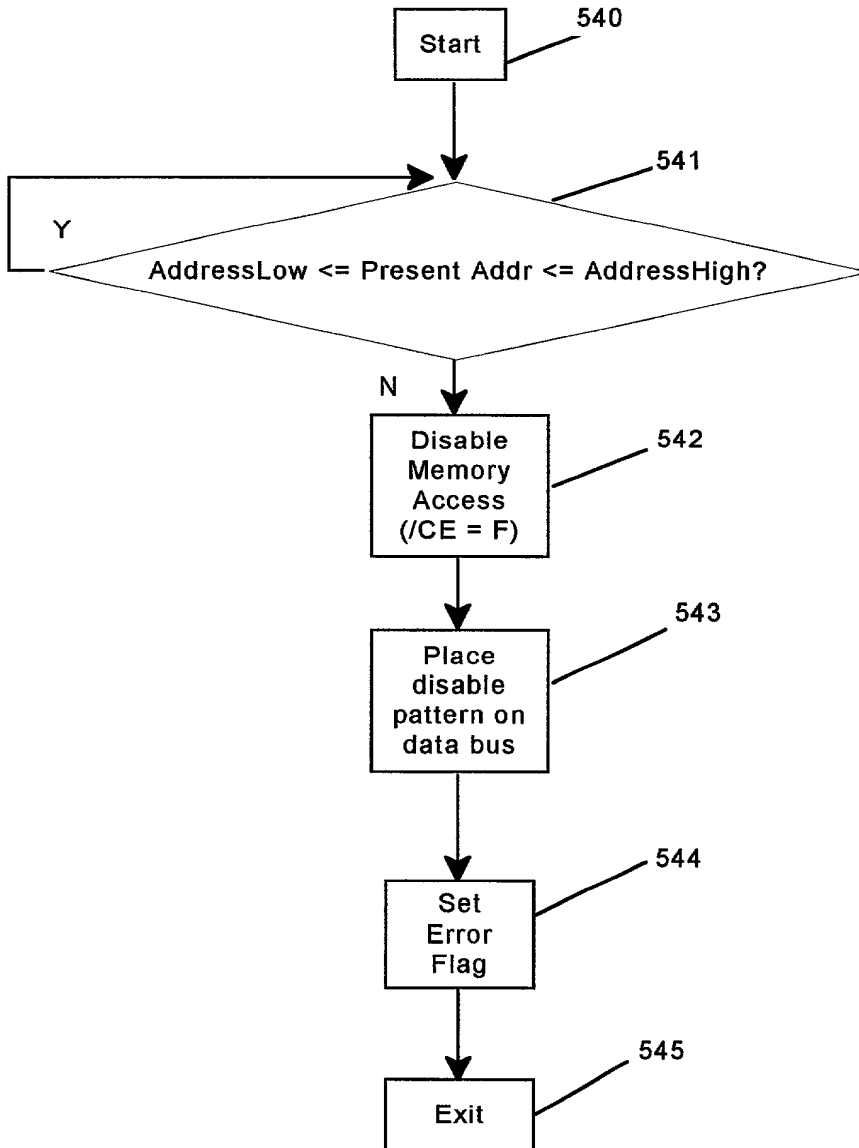 540
Start
541
Y
AddressLow <= Present Addr <= AddressHigh?
N
Disable
Memory
Access
(/CE = F)
542
Place
disable
pattern on
data bus
543
Set
Error
Flag
544
Exit
545